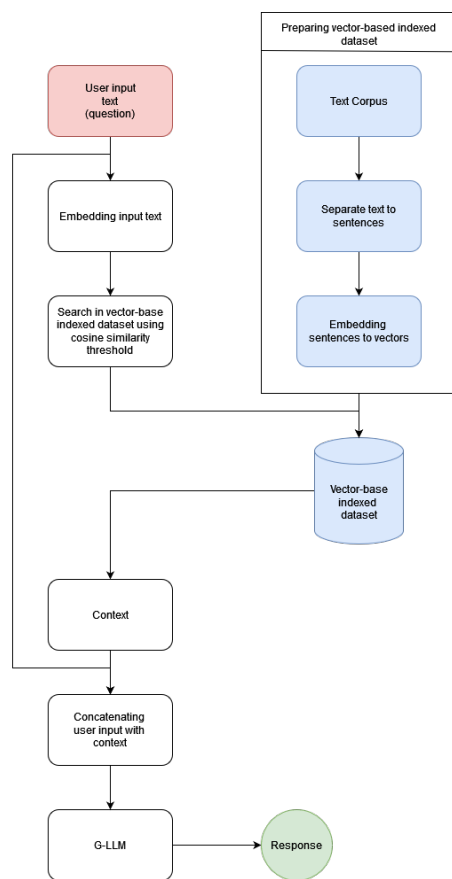 Preparing vector-based indexed
dataset
User input
text
(question)
Text Corpus
Embedding input text
Separate text to
sentences
Search in vector-base
indexed dataset using
cosine similarity
threshold
Embedding
sentences to vectors
Vector-base
indexed
dataset
Context
Concatenating
user input with
context
G-LLM
Response